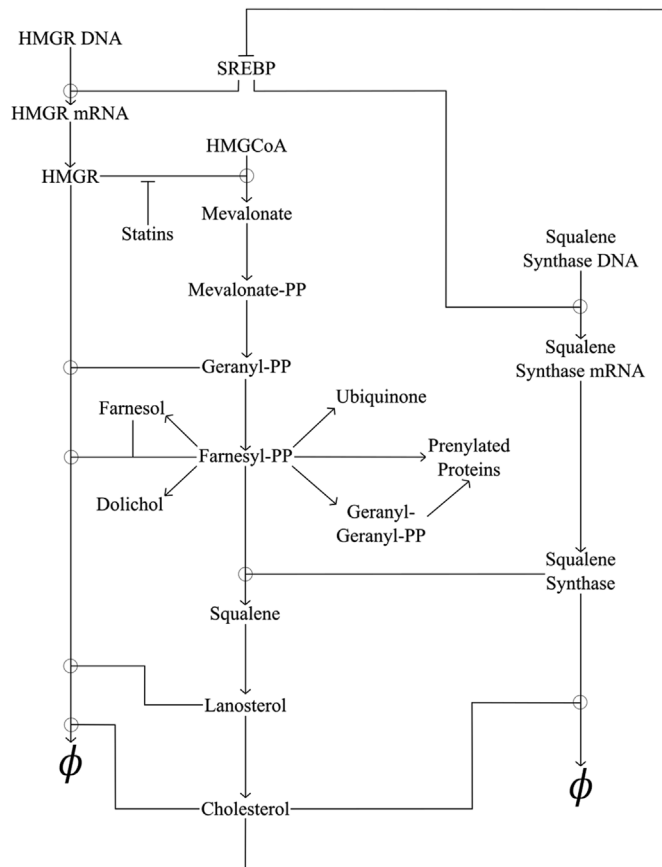 HMGR DNA
SREBP
HMGR mRNA
HMGCoA
HMGR
Mevalonate
Statins
Squalene
Synthase DNA
Mevalonate-PP
Squalene
Synthase mRNA
Geranyl-PP
Ubiquinone
Farnesol
Prenylated
Proteins
Farnesyl-PP
Dolichol
Geranyl-
Geranyl-PP
Squalene
Synthase
Squalene
Lanosterol
ϕ
ϕ
Cholesterol